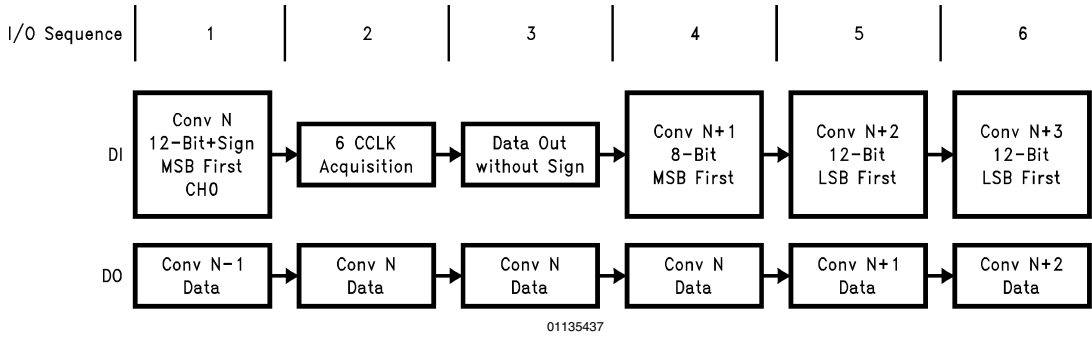 I/O Sequence 1 2 3 4 5 6
DI
Conv N
12-Bit+Sign
MSB First
CH0
6 CCLK
Acquisition
Data Out
without Sign
Conv N+1
8-Bit
MSB First
Conv N+2
12-Bit
LSB First
Conv N+3
12-Bit
LSB First
DO
Conv N-1
Data
Conv N
Data
Conv N
Data
Conv N
Data
Conv N+1
Data
Conv N+2
Data
01135437